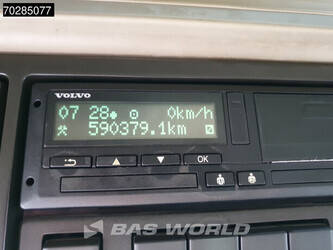 70285077
VOLVO
07 28 0km/h
590379.1km
OK
BAS WORLD